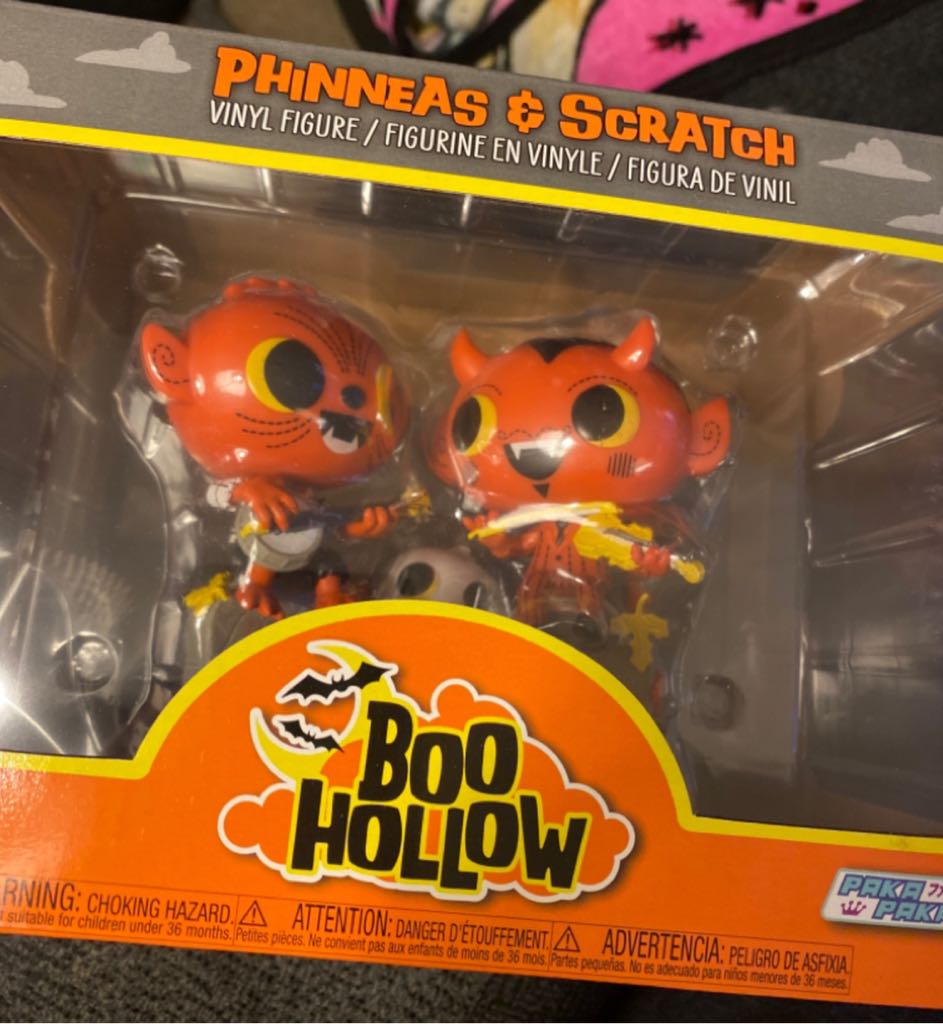 PHINNEAS & SCRATCH
VINYL FIGURE / FIGURINE EN VINYLE / FIGURA DE VINIL
BOO
HOLLOW
PAKA
PAK
RNING: CHOKING HAZARD.
suitable for children under 36 months.
ATTENTION: DANGER D'ÉTOUFFEMENT.
Petites pièces. Ne convient pas aux enfants de moins de 36 mois.
ADVERTENCIA: PELIGRO DE ASFIXIA.
Partes pequeñas. No es adecuado para niños menores de 36 meses.